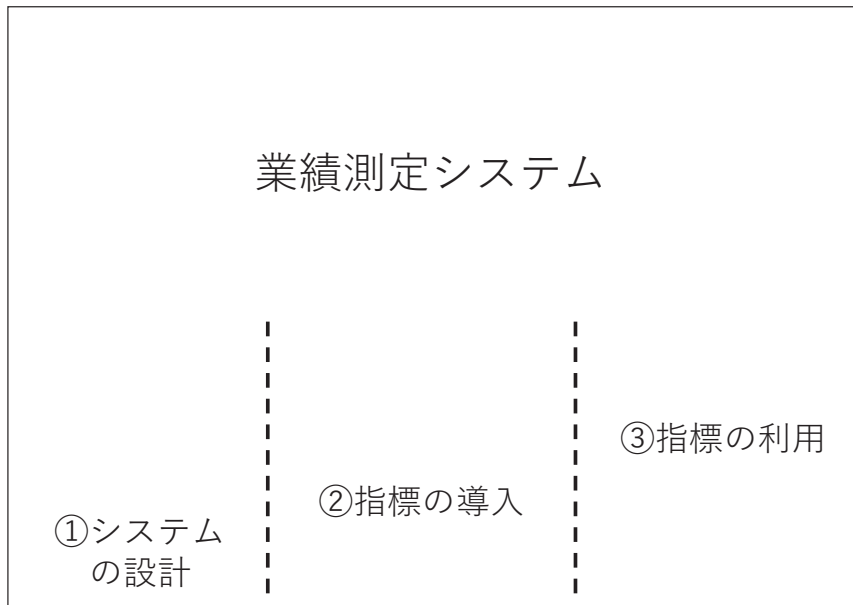 業績測定システム
①システム
の設計
②指標の導入
③指標の利用